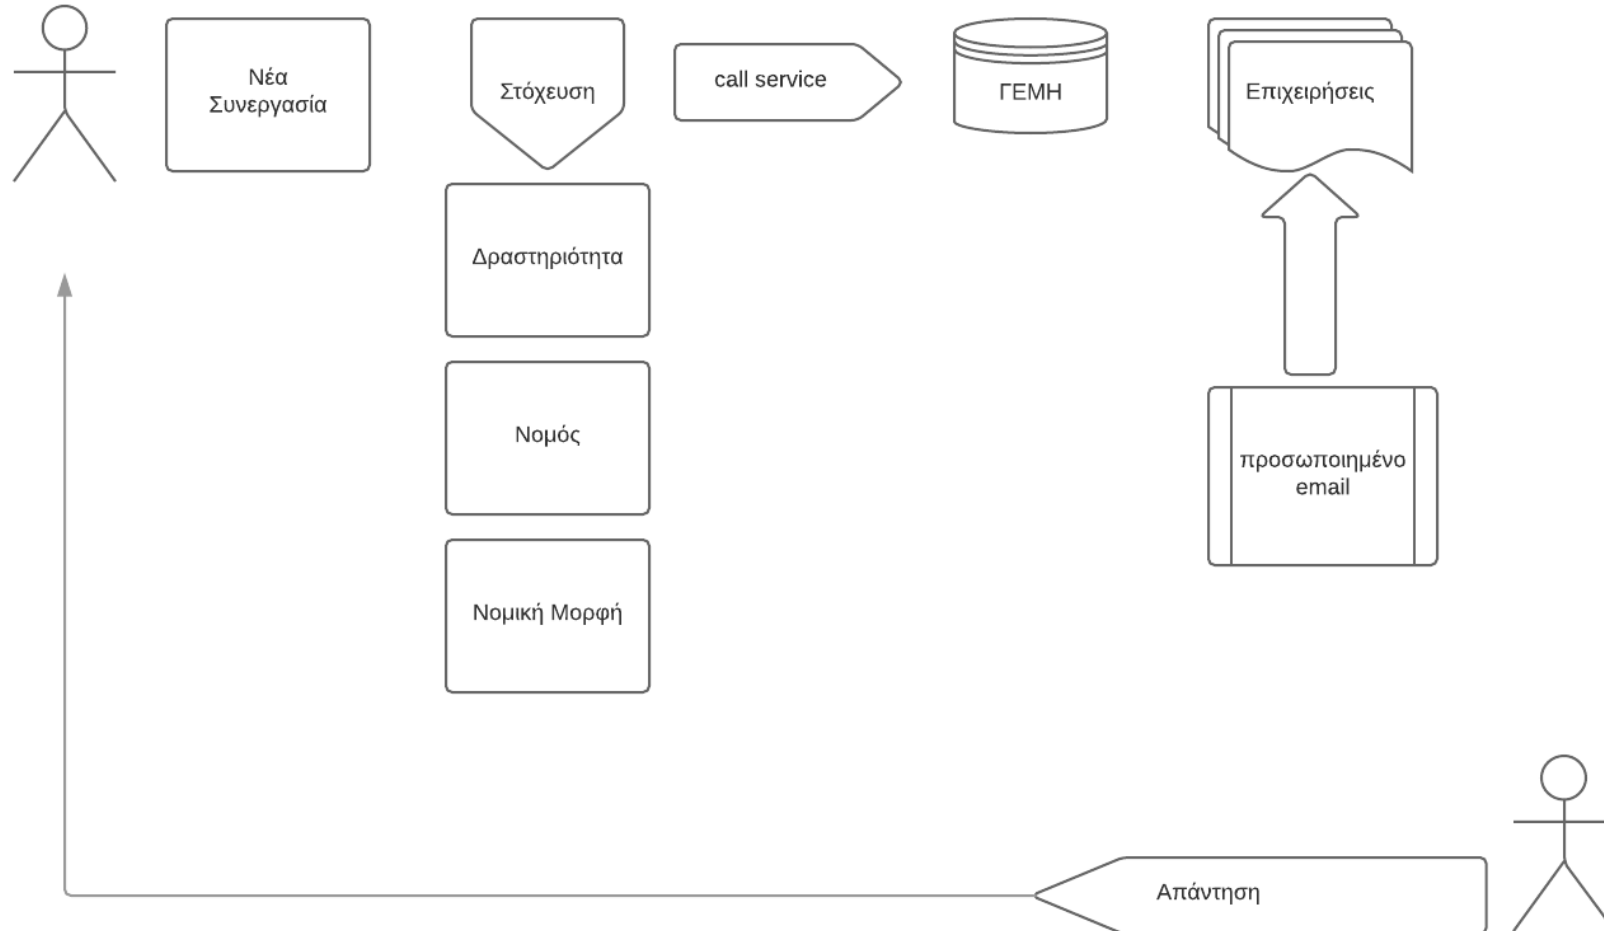 Νέα
Συνεργασία
Στόχευση
call service
ΓΕΜΗ
Επιχειρήσεις
Δραστηριότητα
Νομός
προσωποιημένο
email
Νομική Μορφή
Απάντηση